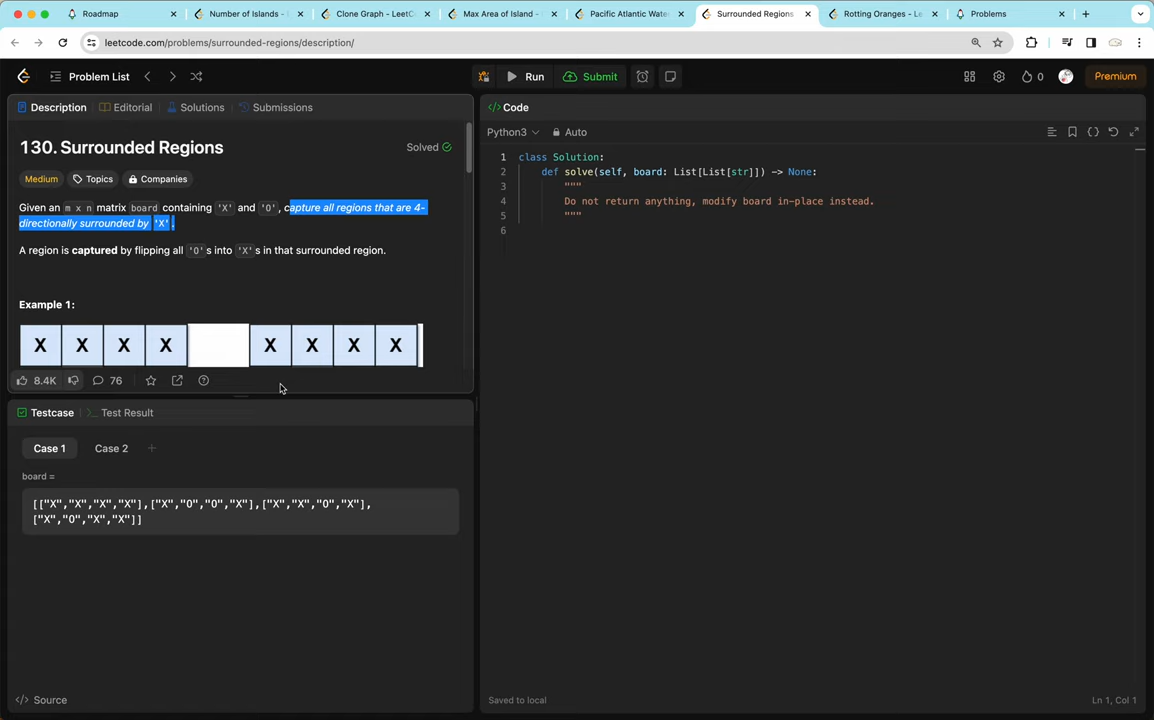 Roadmap
Number of Islands -
Clone Graph - LeetC
Max Area of Island -
Pacific Atlantic Wate
Surrounded Regions
Rotting Oranges - Le
Problems
leetcode.com/problems/surrounded-regions/description/
Problem List
Run
Submit
0
Premium
Description
Editorial
Solutions
Submissions
130. Surrounded Regions
Solved
Medium
Topics
Companies
Given an m x n matrix board containing 'X' and 'O', capture all regions that are 4-
directionally surrounded by 'X'.
A region is captured by flipping all 'O's into 'X's in that surrounded region.
Example 1:
X X X X X X X X
8.4K
76
Testcase
Test Result
Case 1
Case 2
board =
[["X","X","X","X"],["X","O","O","X"],["X","X","O","X"],
["X","O","X","X"]]
Source
Code
Python3
Auto
1 class Solution:
2 def solve(self, board: List[List[str]]) -> None:
3 """
4 Do not return anything, modify board in-place instead.
5 """
6
Saved to local
Ln 1, Col 1